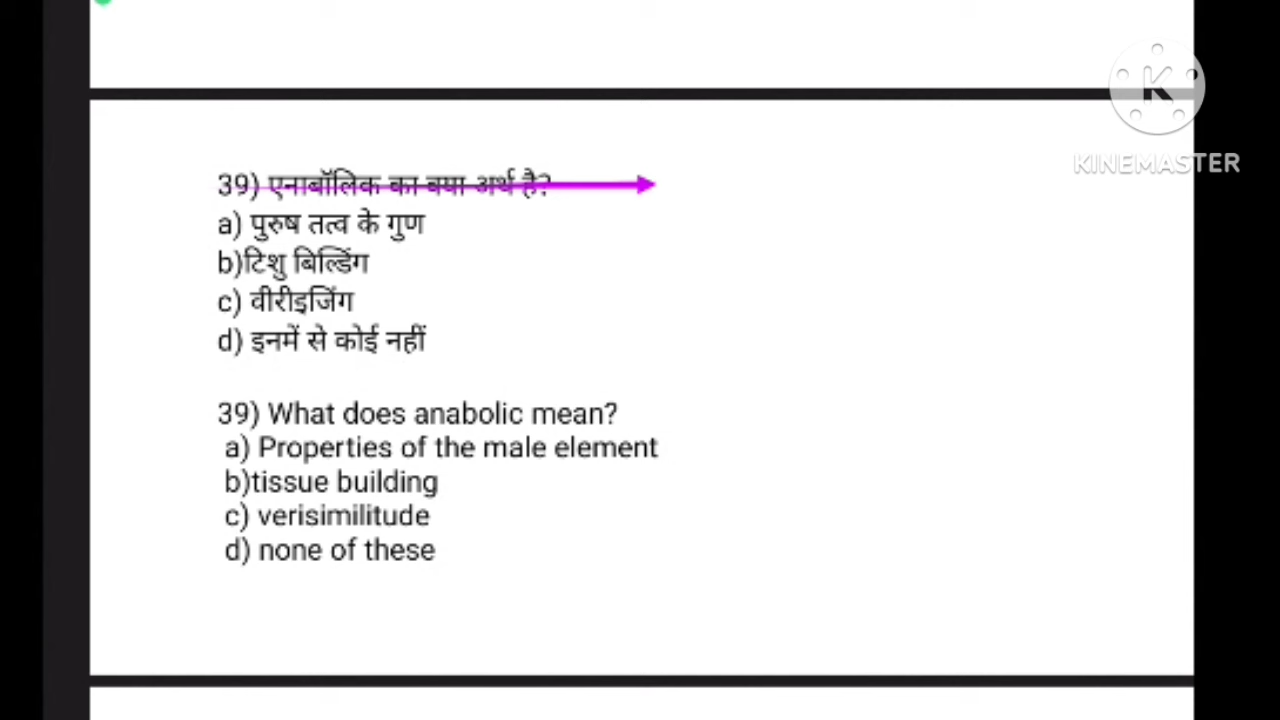 KINEMASTER
39) एनाबॉलिक का क्या अर्थ है?
a) पुरुष तत्व के गुण
b)टिशु बिल्डिंग
c) वीरीइजिंग
d) इनमें से कोई नहीं
39) What does anabolic mean?
a) Properties of the male element
b)tissue building
c) verisimilitude
d) none of these